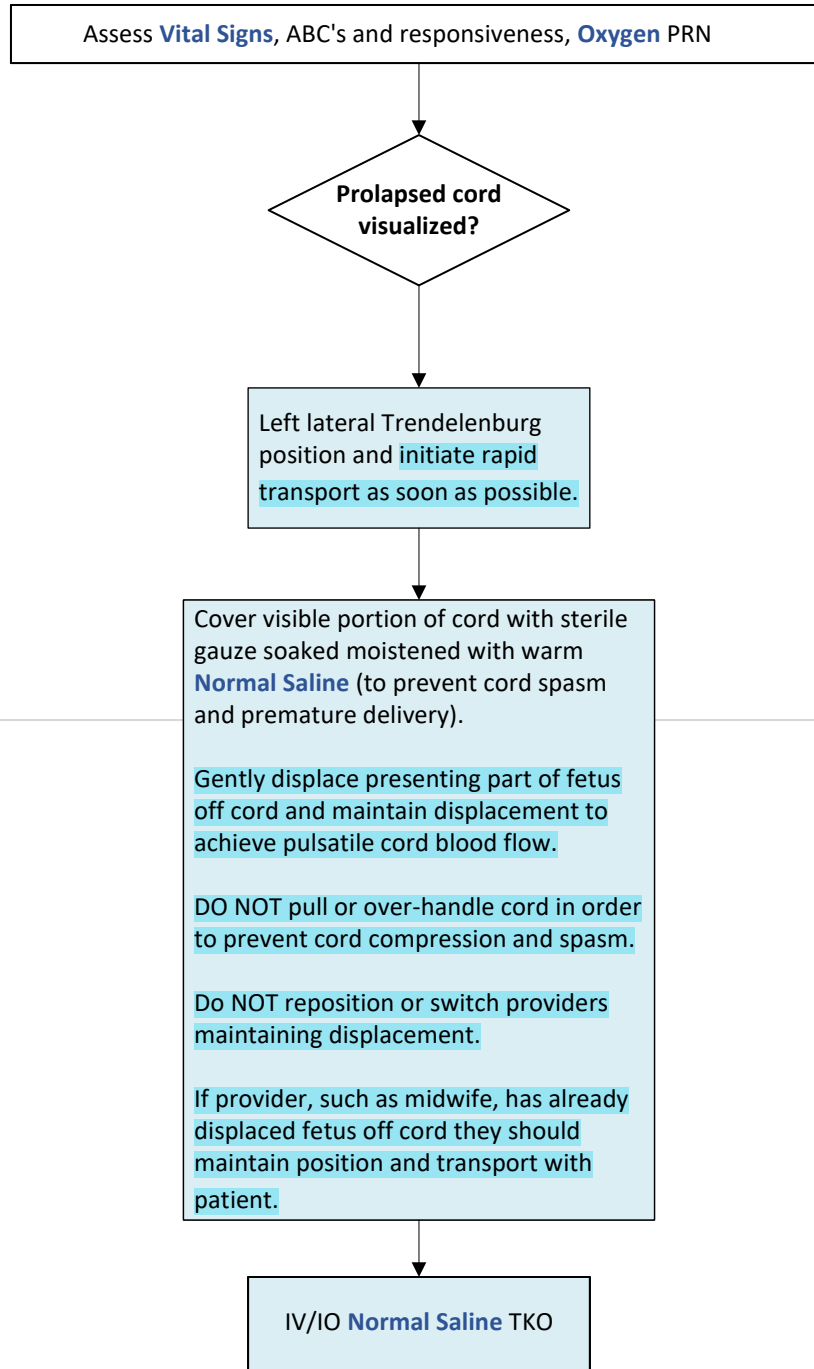 Assess Vital Signs, ABC's and responsiveness, Oxygen PRN
Prolapsed cord
visualized?
Left lateral Trendelenburg
position and initiate rapid
transport as soon as possible.
Cover visible portion of cord with sterile
gauze soaked moistened with warm
Normal Saline (to prevent cord spasm
and premature delivery).
Gently displace presenting part of fetus
off cord and maintain displacement to
achieve pulsatile cord blood flow.
DO NOT pull or over-handle cord in order
to prevent cord compression and spasm.
Do NOT reposition or switch providers
maintaining displacement.
If provider, such as midwife, has already
displaced fetus off cord they should
maintain position and transport with
patient.
IV/IO Normal Saline TKO